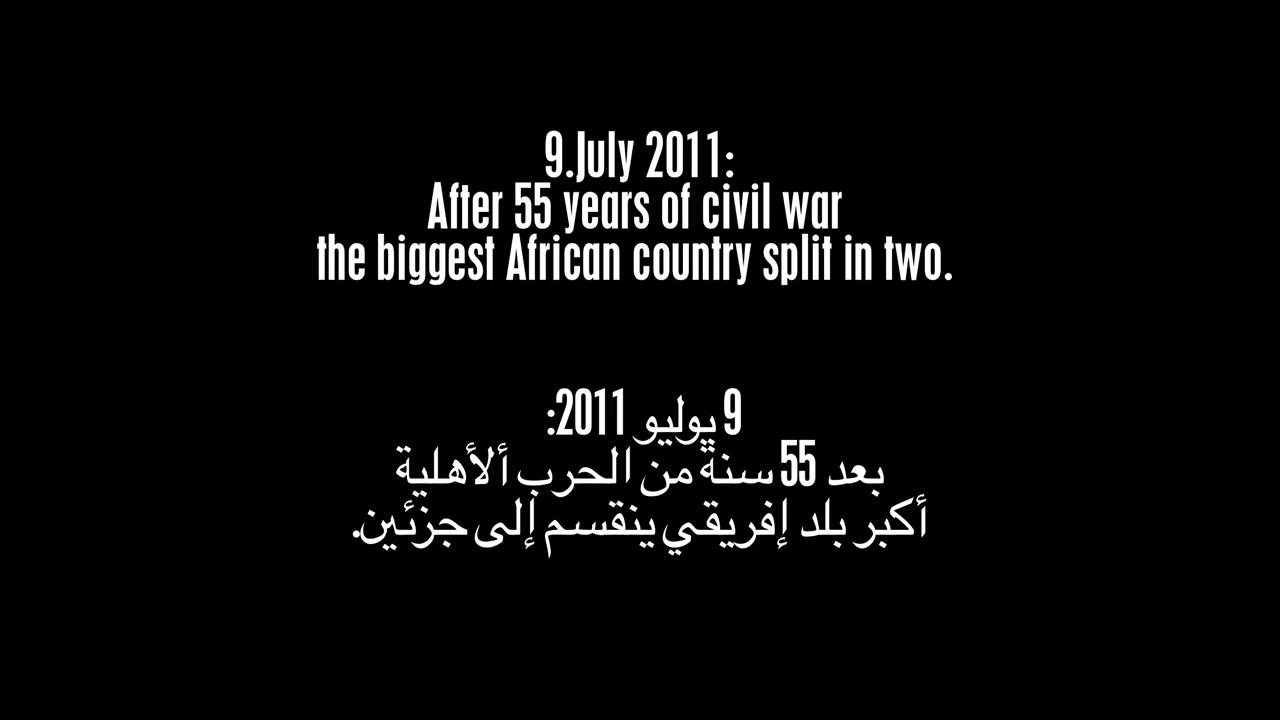 9.July 2011:
After 55 years of civil war
the biggest African country split in two.
9 يوليو 2011:
بعد 55 سنة من الحرب ألأهلية
أكبر بلد إفريقي ينقسم إلى جزئين.